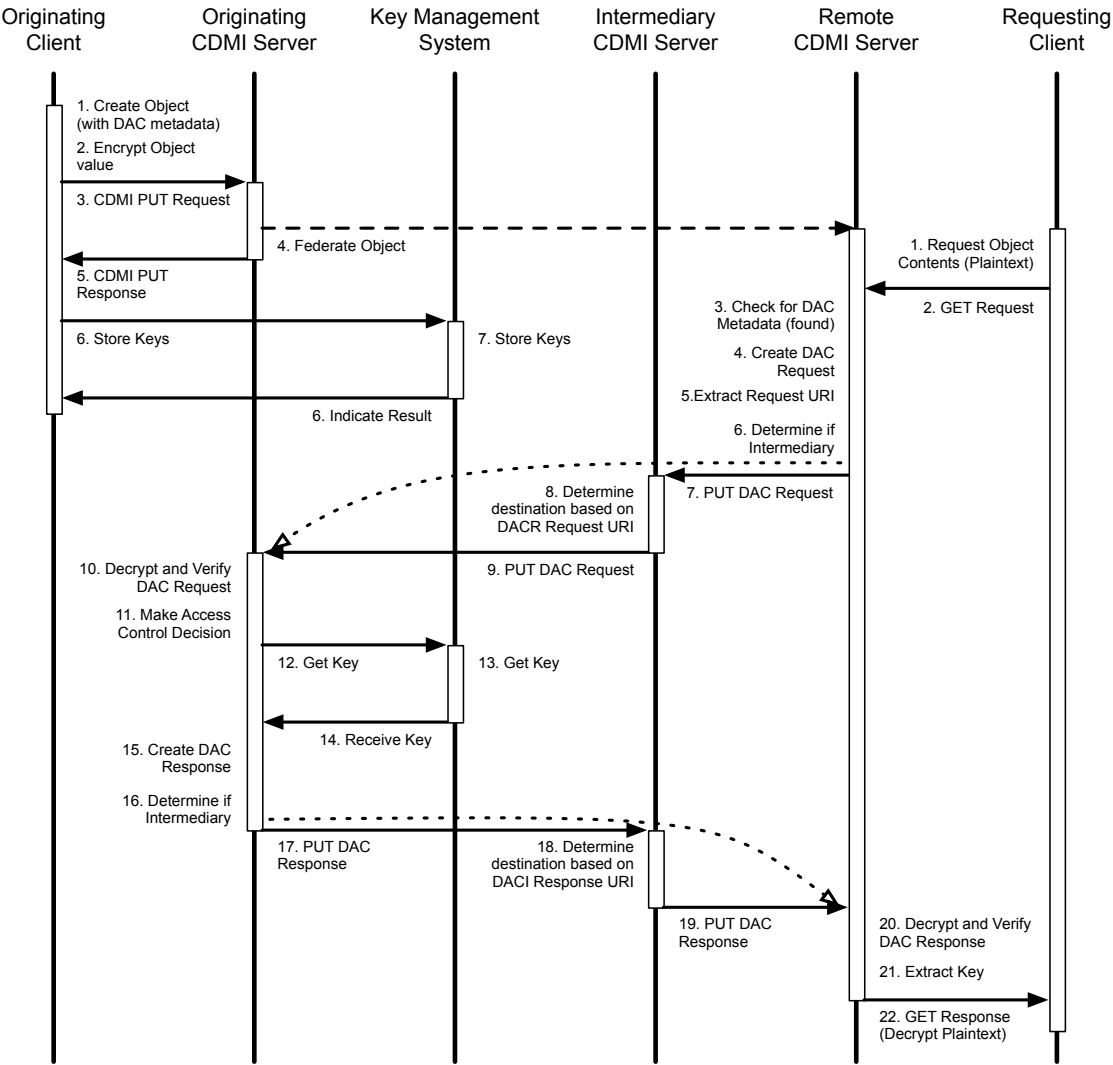 Originating
Client
Originating
CDMI Server
Key Management
System
Intermediary
CDMI Server
Remote
CDMI Server
Requesting
Client
1. Create Object
(with DAC metadata)
2. Encrypt Object
value
3. CDMI PUT Request
4. Federate Object
1. Request Object
Contents (Plaintext)
5. CDMI PUT
Response
2. GET Request
3. Check for DAC
Metadata (found)
6. Store Keys
7. Store Keys
4. Create DAC
Request
5.Extract Request URI
6. Indicate Result
6. Determine if
Intermediary
7. PUT DAC Request
8. Determine
destination based on
DACR Request URI
9. PUT DAC Request
10. Decrypt and Verify
DAC Request
11. Make Access
Control Decision
12. Get Key
13. Get Key
14. Receive Key
15. Create DAC
Response
16. Determine if
Intermediary
17. PUT DAC
Response
18. Determine
destination based on
DACI Response URI
19. PUT DAC
Response
20. Decrypt and Verify
DAC Response
21. Extract Key
22. GET Response
(Decrypt Plaintext)